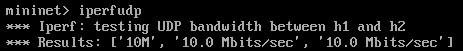 mininet> iperfudp
*** Iperf: testing UDP bandwidth between h1 and h2
*** Results: ['10M', '10.0 Mbits/sec', '10.0 Mbits/sec']